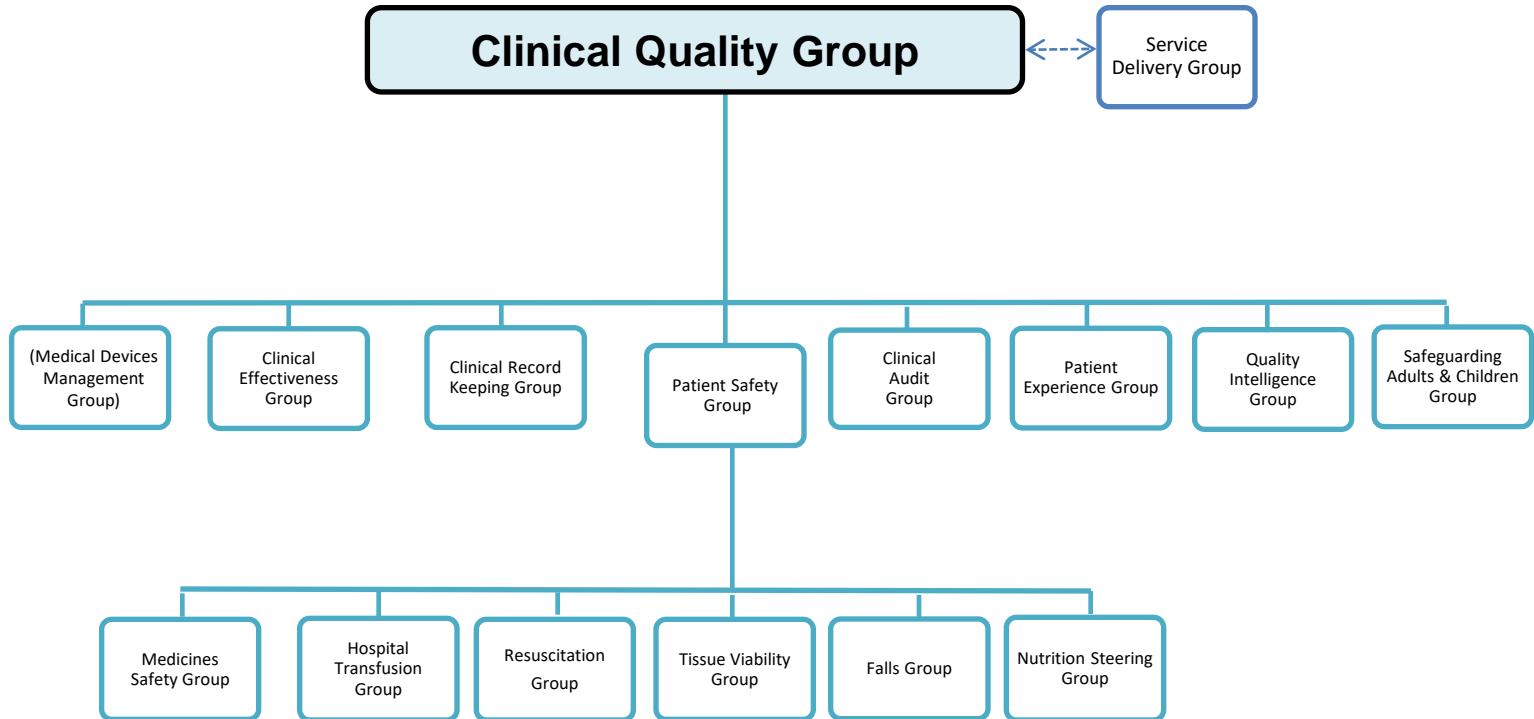 Clinical Quality Group
Service
Delivery Group
(Medical Devices
Management
Group)
Clinical
Effectiveness
Group
Clinical Record
Keeping Group
Patient Safety
Group
Clinical
Audit
Group
Patient
Experience Group
Quality
Intelligence
Group
Safeguarding
Adults & Children
Group
Medicines
Safety Group
Hospital
Transfusion
Group
Resuscitation
Group
Tissue Viability
Group
Falls Group
Nutrition Steering
Group